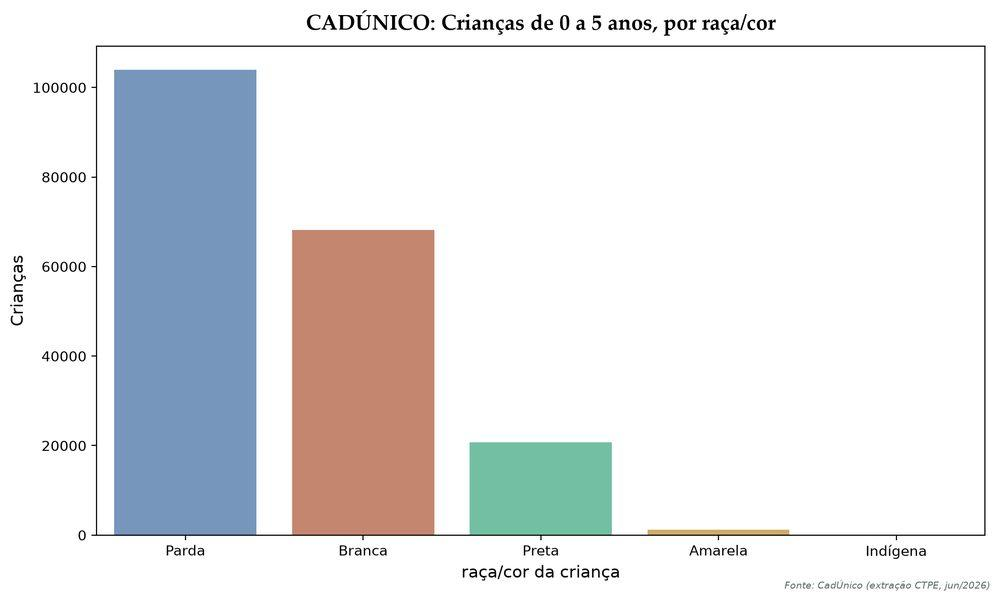 CADÚNICO: Crianças de 0 a 5 anos, por raça/cor
Crianças
100000
80000
60000
40000
20000
0
Parda Branca Preta Amarela Indígena
raça/cor da criança
Fonte: CadÚnico (extração CTPE, jun/2026)